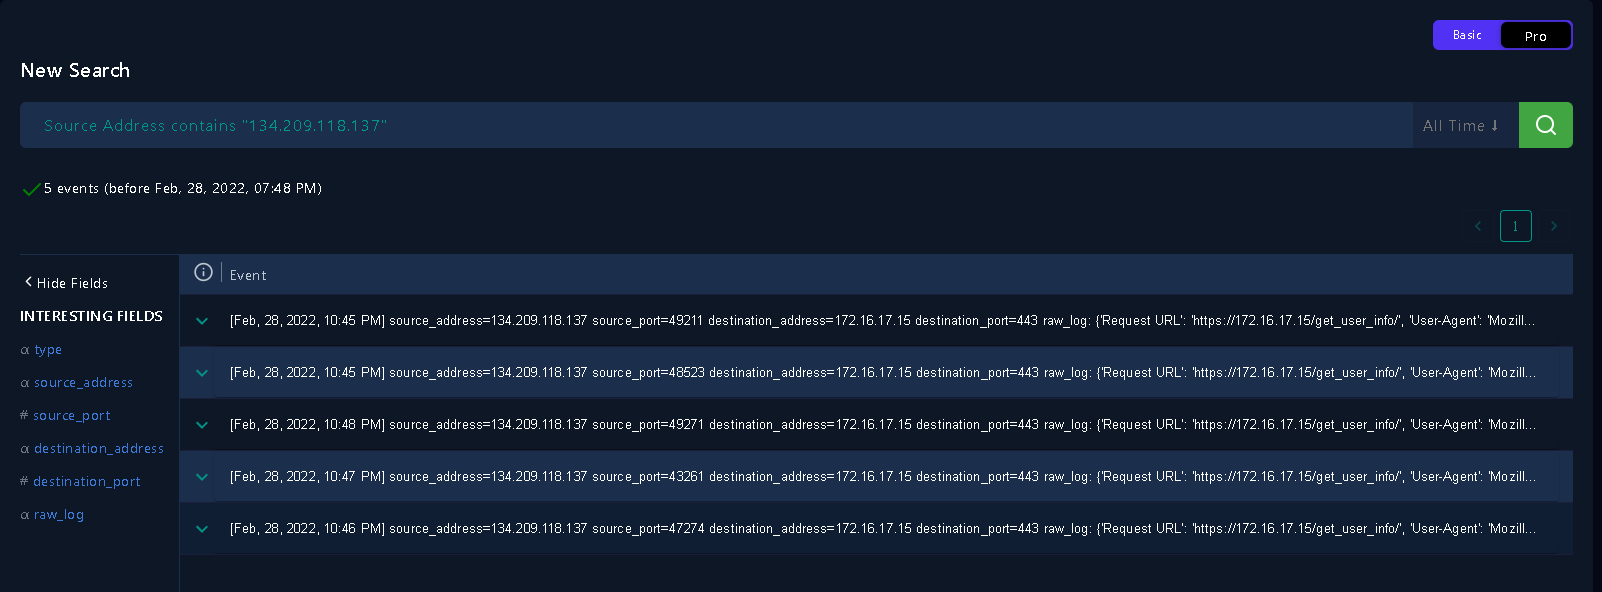 Basic Pro
New Search
Source Address contains "134.209.118.137" All Time ⬇
5 events (before Feb, 28, 2022, 07:48 PM)
< 1 >
Hide Fields
INTERESTING FIELDS
α type
α source_address
# source_port
α destination_address
# destination_port
α raw_log
Event
[Feb, 28, 2022, 10:45 PM] source_address=134.209.118.137 source_port=49211 destination_address=172.16.17.15 destination_port=443 raw_log: {'Request URL': 'https://172.16.17.15/get_user_info/', 'User-Agent': 'Mozill...
[Feb, 28, 2022, 10:45 PM] source_address=134.209.118.137 source_port=48523 destination_address=172.16.17.15 destination_port=443 raw_log: {'Request URL': 'https://172.16.17.15/get_user_info/', 'User-Agent': 'Mozill...
[Feb, 28, 2022, 10:48 PM] source_address=134.209.118.137 source_port=49271 destination_address=172.16.17.15 destination_port=443 raw_log: {'Request URL': 'https://172.16.17.15/get_user_info/', 'User-Agent': 'Mozill...
[Feb, 28, 2022, 10:47 PM] source_address=134.209.118.137 source_port=43261 destination_address=172.16.17.15 destination_port=443 raw_log: {'Request URL': 'https://172.16.17.15/get_user_info/', 'User-Agent': 'Mozill...
[Feb, 28, 2022, 10:46 PM] source_address=134.209.118.137 source_port=47274 destination_address=172.16.17.15 destination_port=443 raw_log: {'Request URL': 'https://172.16.17.15/get_user_info/', 'User-Agent': 'Mozill...